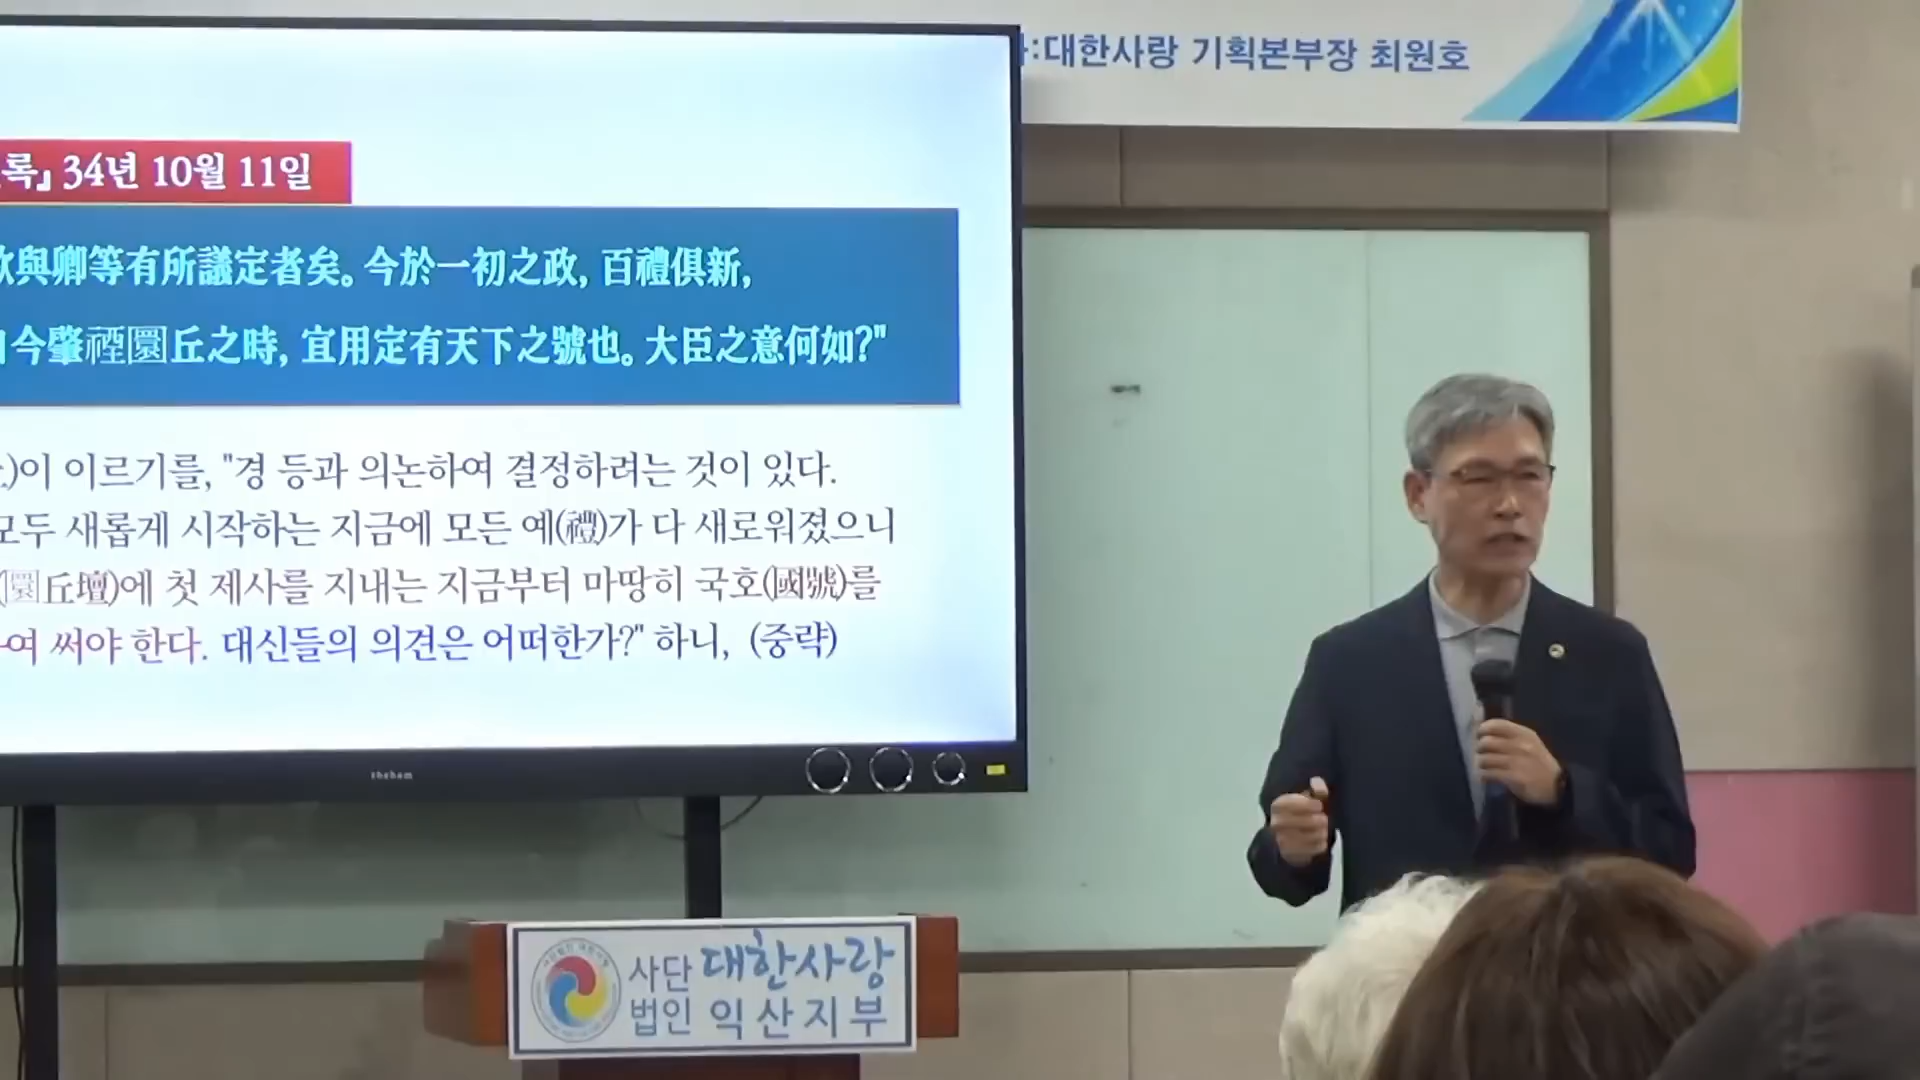 :대한사랑 기획본부장 최원호
록』 34년 10월 11일
與卿等有所議定者矣。今於一初之政, 百禮俱新,
今肇禋圜丘之時, 宜用定有天下之號也。大臣之意何如?"
)이 이르기를, "경 등과 의논하여 결정하려는 것이 있다.
모두 새롭게 시작하는 지금에 모든 예(禮)가 다 새로워졌으니
(圜丘壇)에 첫 제사를 지내는 지금부터 마땅히 국호(國號)를
여 써야 한다. 대신들의 의견은 어떠한가?" 하니, (중략)
사단 대한사랑
법인 익산지부